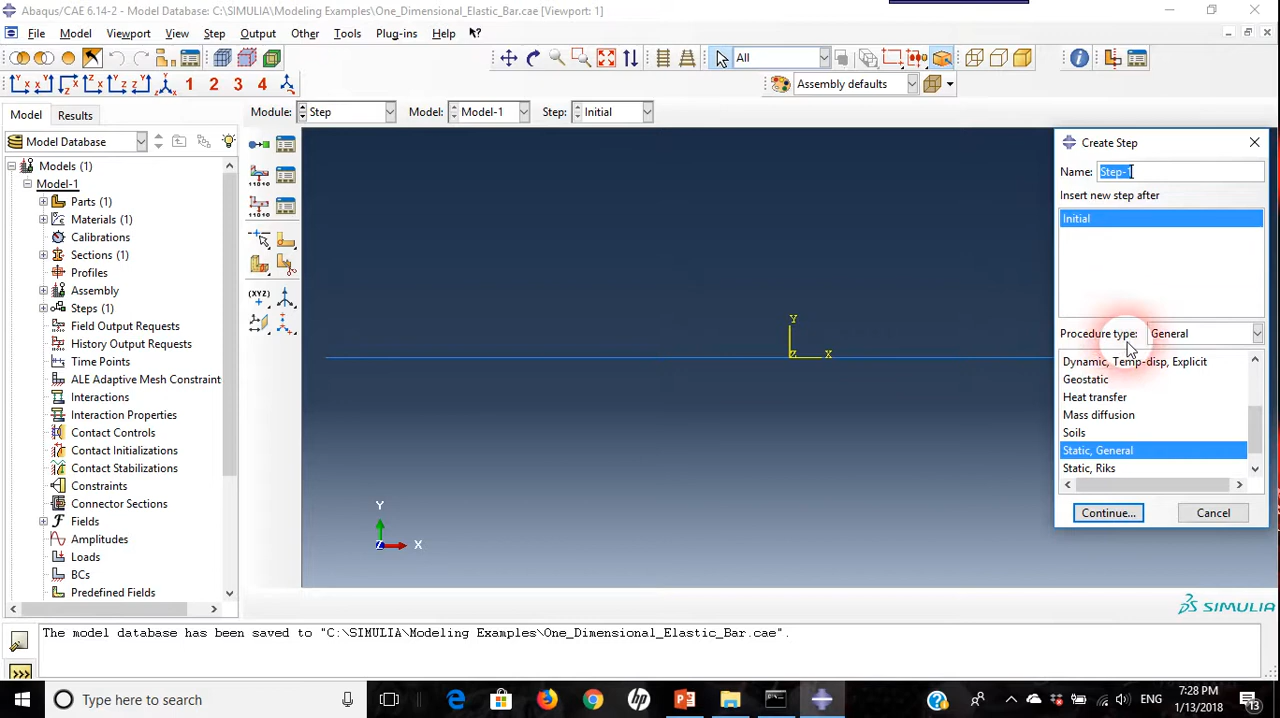 Abaqus/CAE 6.14-2 - Model Database: C:\SIMULIA\Modeling Examples\One_Dimensional_Elastic_Bar.cae [Viewport: 1]
File Model Viewport View Step Output Other Tools Plug-ins Help
All
1 2 3 4
Assembly defaults
Model Results
Module: Step Model: Model-1 Step: Initial
Model Database
Models (1)
Model-1
Parts (1)
Materials (1)
Calibrations
Sections (1)
Profiles
Assembly
Steps (1)
Field Output Requests
History Output Requests
Time Points
ALE Adaptive Mesh Constraint
Interactions
Interaction Properties
Contact Controls
Contact Initializations
Contact Stabilizations
Constraints
Connector Sections
Fields
Amplitudes
Loads
BCs
Predefined Fields
Y
Z X
Y
Z X
Create Step
Name: Step-1
Insert new step after
Initial
Procedure type: General
Dynamic, Temp-disp, Explicit
Geostatic
Heat transfer
Mass diffusion
Soils
Static, General
Static, Riks
Continue... Cancel
SIMULIA
The model database has been saved to "C:\SIMULIA\Modeling Examples\One_Dimensional_Elastic_Bar.cae".
>>>
Type here to search
ENG
7:28 PM
1/13/2018
13